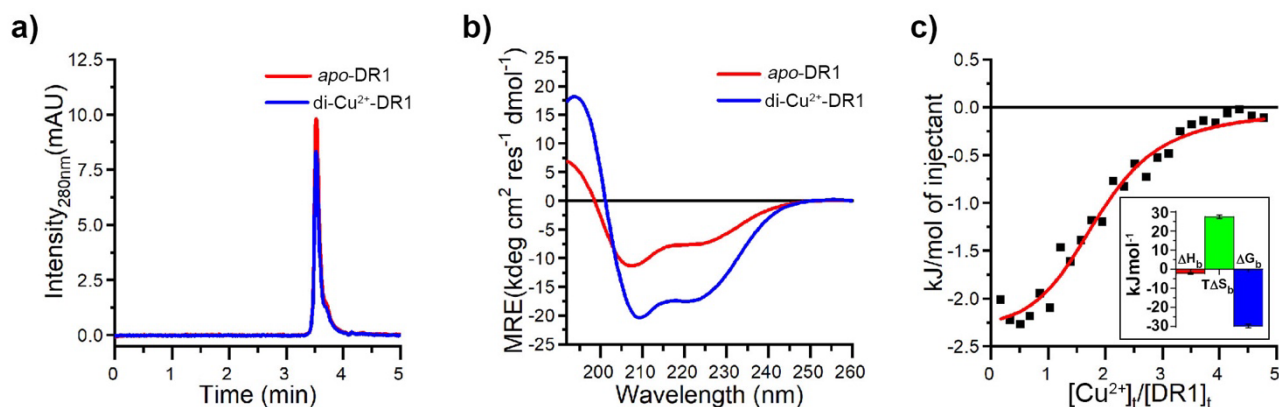 a)
12.5
10.0
7.5
5.0
2.5
0.0
Intensity280nm(mAU)
apo-DR1
di-Cu²⁺-DR1
0 1 2 3 4 5
Time (min)
b)
25
20
15
10
5
0
-5
-10
-15
-20
-25
MRE(kdeg cm² res⁻¹ dmol⁻¹)
apo-DR1
di-Cu²⁺-DR1
200 210 220 230 240 250 260
Wavelength (nm)
c)
0.0
-0.5
-1.0
-1.5
-2.0
-2.5
kJ/mol of injectant
0 1 2 3 4 5
[Cu²⁺]t/[DR1]t
30
20
10
0
-10
-20
-30
kJmol⁻¹
ΔHb
TΔSb
ΔGb